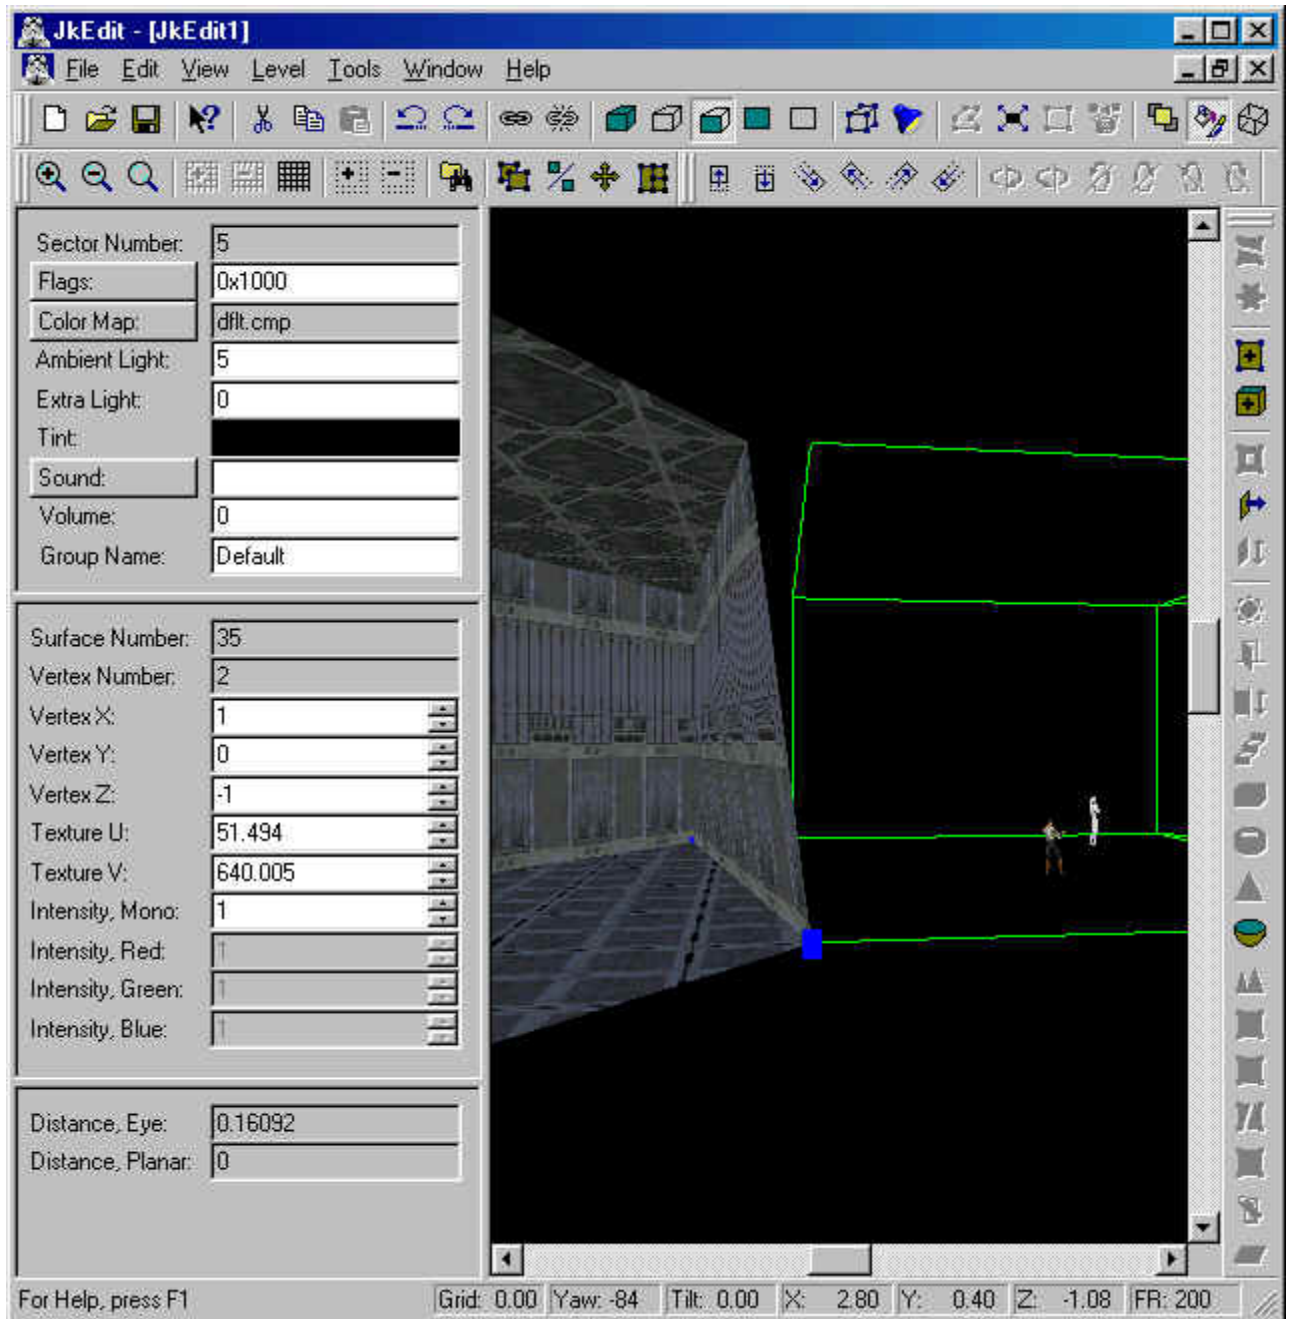 JkEdit - [JkEdit1]
File Edit View Level Tools Window Help
Sector Number: 5
Flags: 0x1000
Color Map: dflt.cmp
Ambient Light: 5
Extra Light: 0
Tint:
Sound:
Volume: 0
Group Name: Default
Surface Number: 35
Vertex Number: 2
Vertex X: 1
Vertex Y: 0
Vertex Z: -1
Texture U: 51.494
Texture V: 640.005
Intensity, Mono: 1
Intensity, Red: 1
Intensity, Green: 1
Intensity, Blue: 1
Distance, Eye: 0.16092
Distance, Planar: 0
For Help, press F1 Grid: 0.00 Yaw: -84 Tilt: 0.00 X: 2.80 Y: 0.40 Z: -1.08 FR: 200